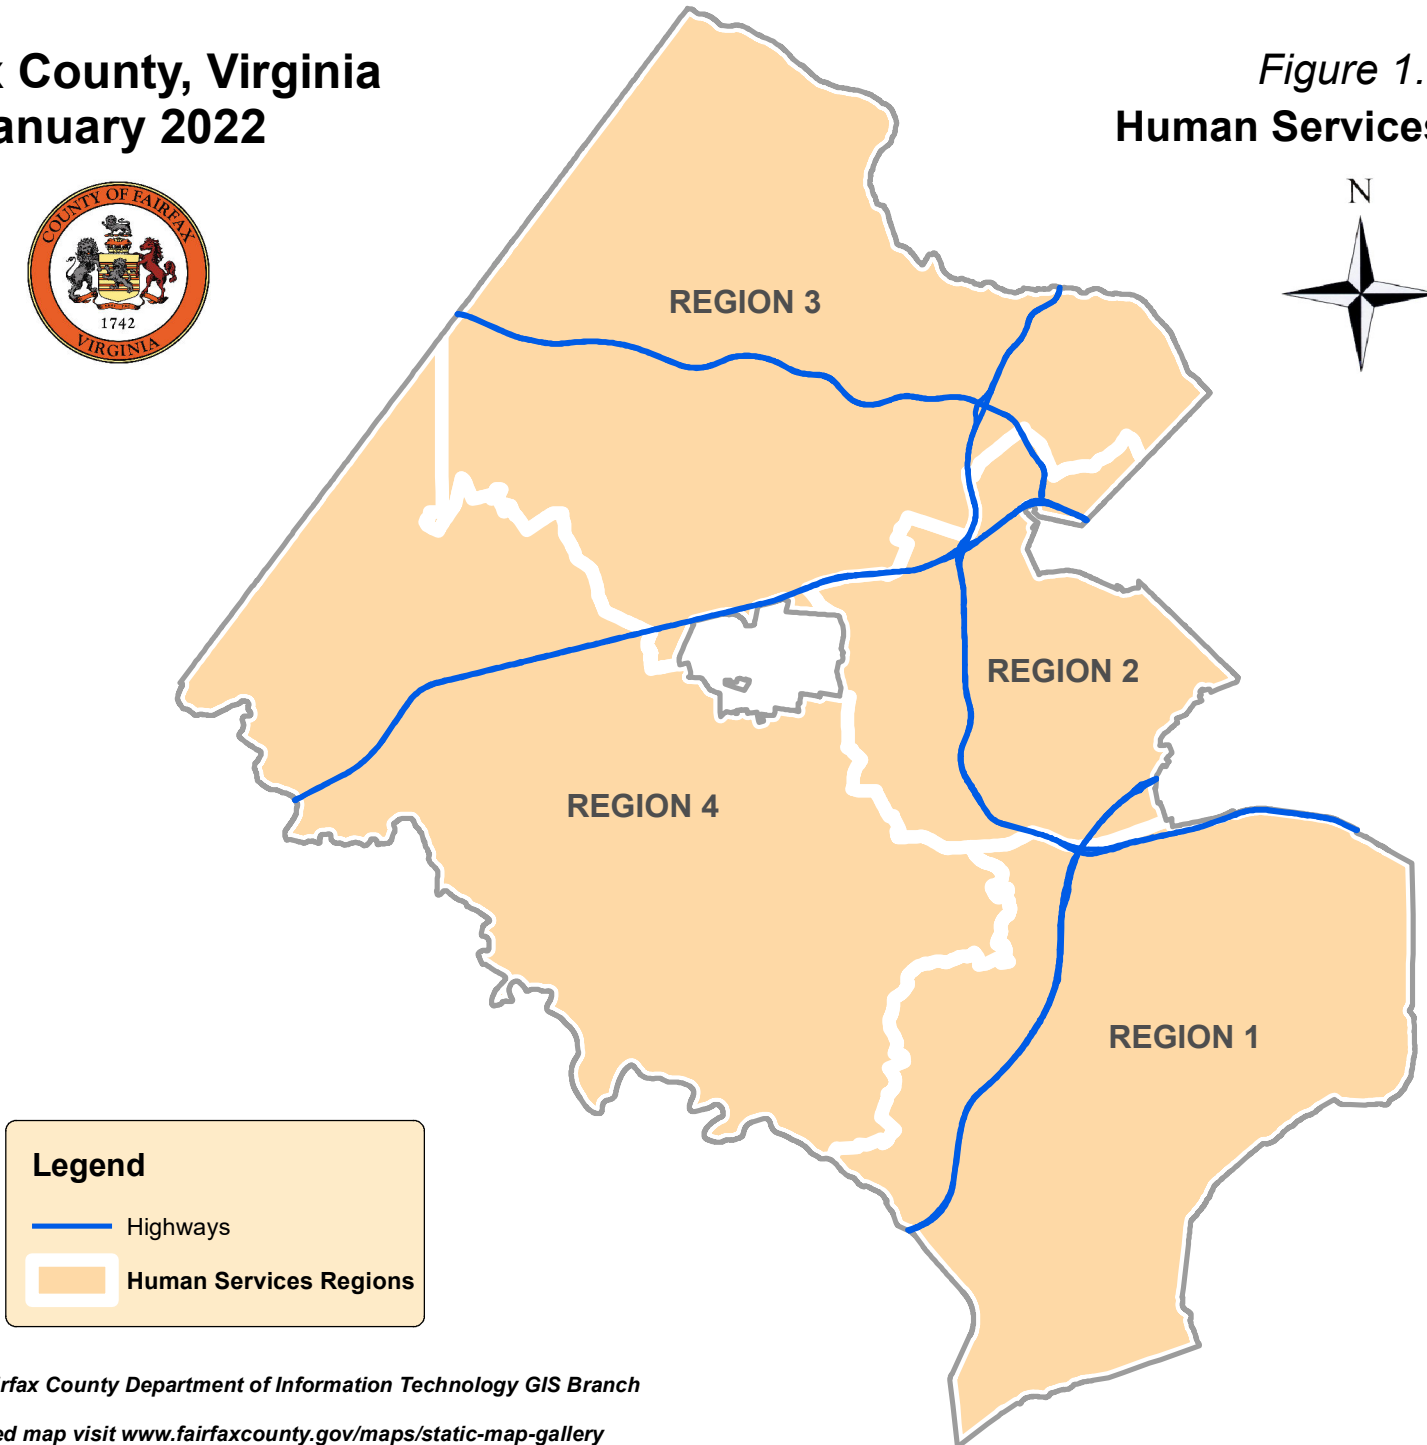 x County, Virginia
anuary 2022
Figure 1.
Human Services
COUNTY OF FAIRFAX
1742
VIRGINIA
N
REGION 3
REGION 2
REGION 4
REGION 1
Legend
Highways
Human Services Regions
rfax County Department of Information Technology GIS Branch
ed map visit www.fairfaxcounty.gov/maps/static-map-gallery